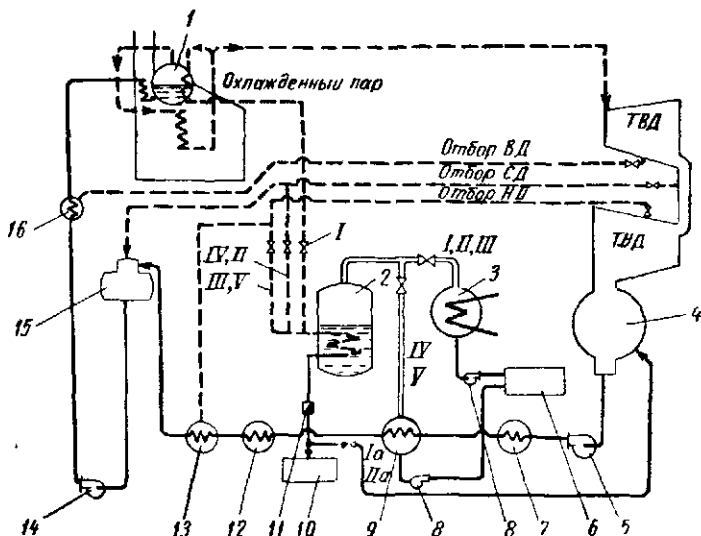 1
Охлажденный пар
ТВД
Отбор ВД
Отбор СД
Отбор НД
16
I
IV, II
III, V
2
I, II, III
3
ТНД
4
15
IV
V
Iа
IIа
14
13
12
11
10
9
8
8
7
6
5